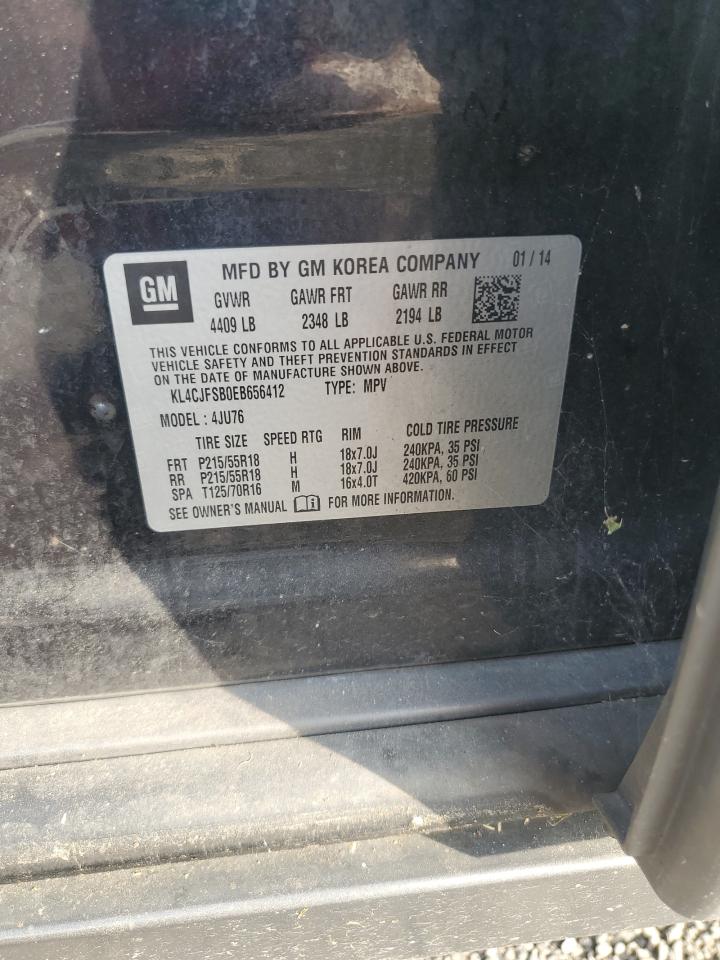 GM
MFD BY GM KOREA COMPANY 01 / 14
GVWR GAWR FRT GAWR RR
4409 LB 2348 LB 2194 LB
THIS VEHICLE CONFORMS TO ALL APPLICABLE U.S. FEDERAL MOTOR
VEHICLE SAFETY AND THEFT PREVENTION STANDARDS IN EFFECT
ON THE DATE OF MANUFACTURE SHOWN ABOVE.
KL4CJFSB0EB656412 TYPE: MPV
MODEL : 4JU76
TIRE SIZE SPEED RTG RIM COLD TIRE PRESSURE
FRT P215/55R18 H 18x7.0J 240KPA, 35 PSI
RR P215/55R18 H 18x7.0J 240KPA, 35 PSI
SPA T125/70R16 M 16x4.0T 420KPA, 60 PSI
SEE OWNER'S MANUAL FOR MORE INFORMATION.